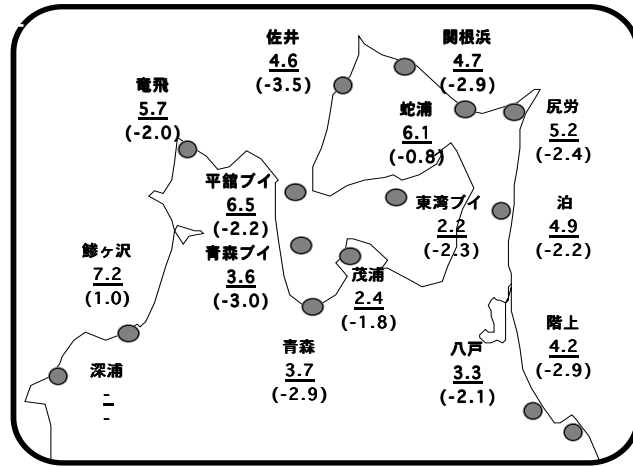 佐井
4.6
(-3.5)
関根浜
4.7
(-2.9)
竜飛
5.7
(-2.0)
蛇浦
6.1
(-0.8)
尻労
5.2
(-2.4)
平舘ブイ
6.5
(-2.2)
東湾ブイ
2.2
(-2.3)
泊
4.9
(-2.2)
鰺ヶ沢
7.2
(1.0)
青森ブイ
3.6
(-3.0)
茂浦
2.4
(-1.8)
階上
4.2
(-2.9)
青森
3.7
(-2.9)
八戸
3.3
(-2.1)
深浦
-
-